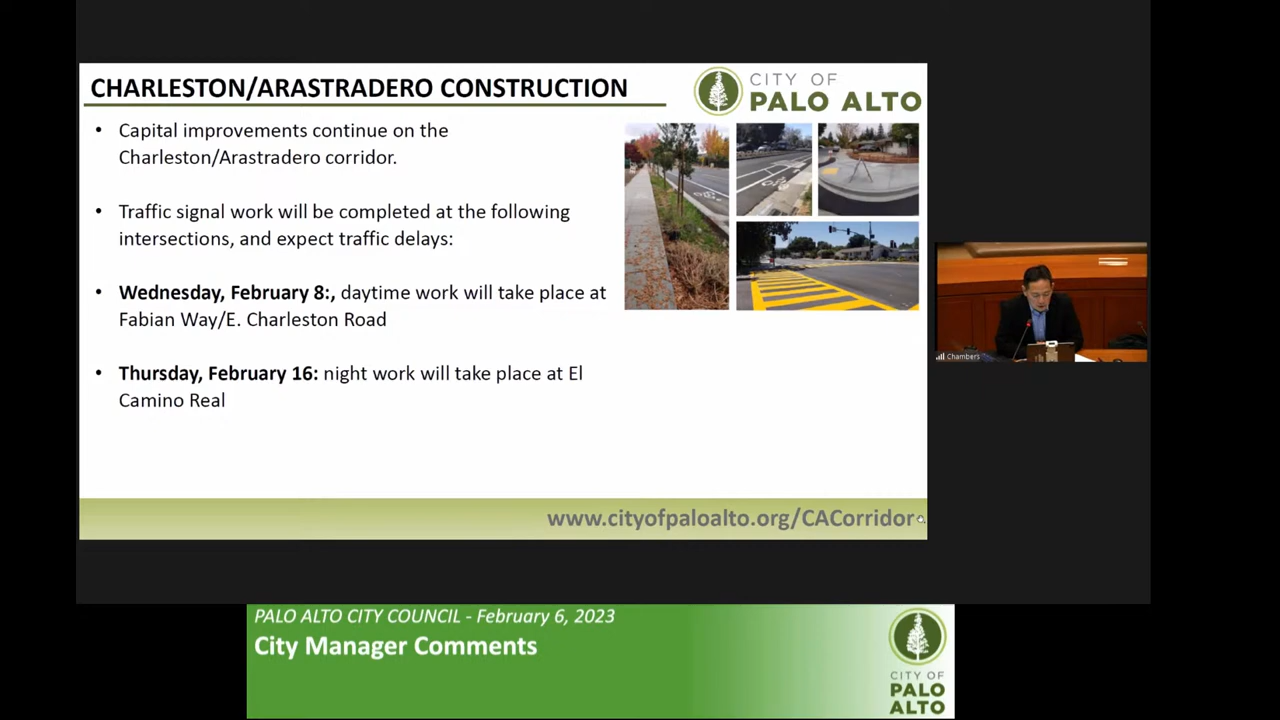 CHARLESTON/ARASTRADERO CONSTRUCTION
CITY OF
PALO ALTO
• Capital improvements continue on the
Charleston/Arastradero corridor.
• Traffic signal work will be completed at the following
intersections, and expect traffic delays:
• Wednesday, February 8:, daytime work will take place at
Fabian Way/E. Charleston Road
• Thursday, February 16: night work will take place at El
Camino Real
www.cityofpaloalto.org/CACorridor
Chambers
PALO ALTO CITY COUNCIL - February 6, 2023
City Manager Comments
CITY OF
PALO
ALTO